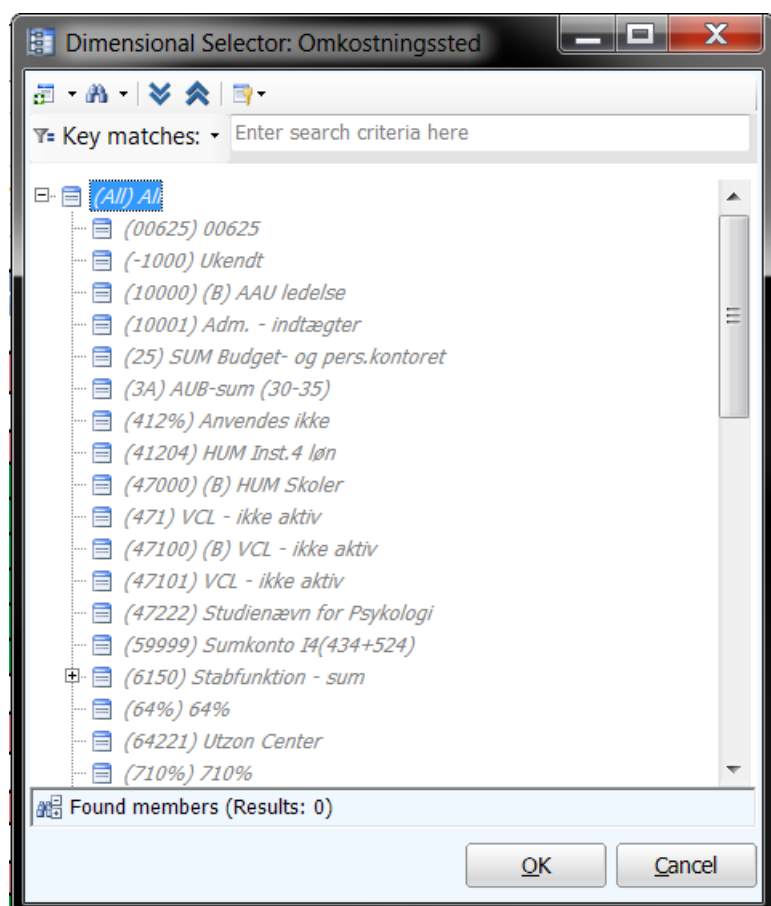 Dimensional Selector: Omkostningssted
Key matches: Enter search criteria here
(All) All
(00625) 00625
(-1000) Ukendt
(10000) (B) AAU ledelse
(10001) Adm. - indtægter
(25) SUM Budget- og pers.kontoret
(3A) AUB-sum (30-35)
(412%) Anvendes ikke
(41204) HUM Inst.4 løn
(47000) (B) HUM Skoler
(471) VCL - ikke aktiv
(47100) (B) VCL - ikke aktiv
(47101) VCL - ikke aktiv
(47222) Studienævn for Psykologi
(59999) Sumkonto I4(434+524)
(6150) Stabfunktion - sum
(64%) 64%
(64221) Utzon Center
(710%) 710%
Found members (Results: 0)
OK Cancel